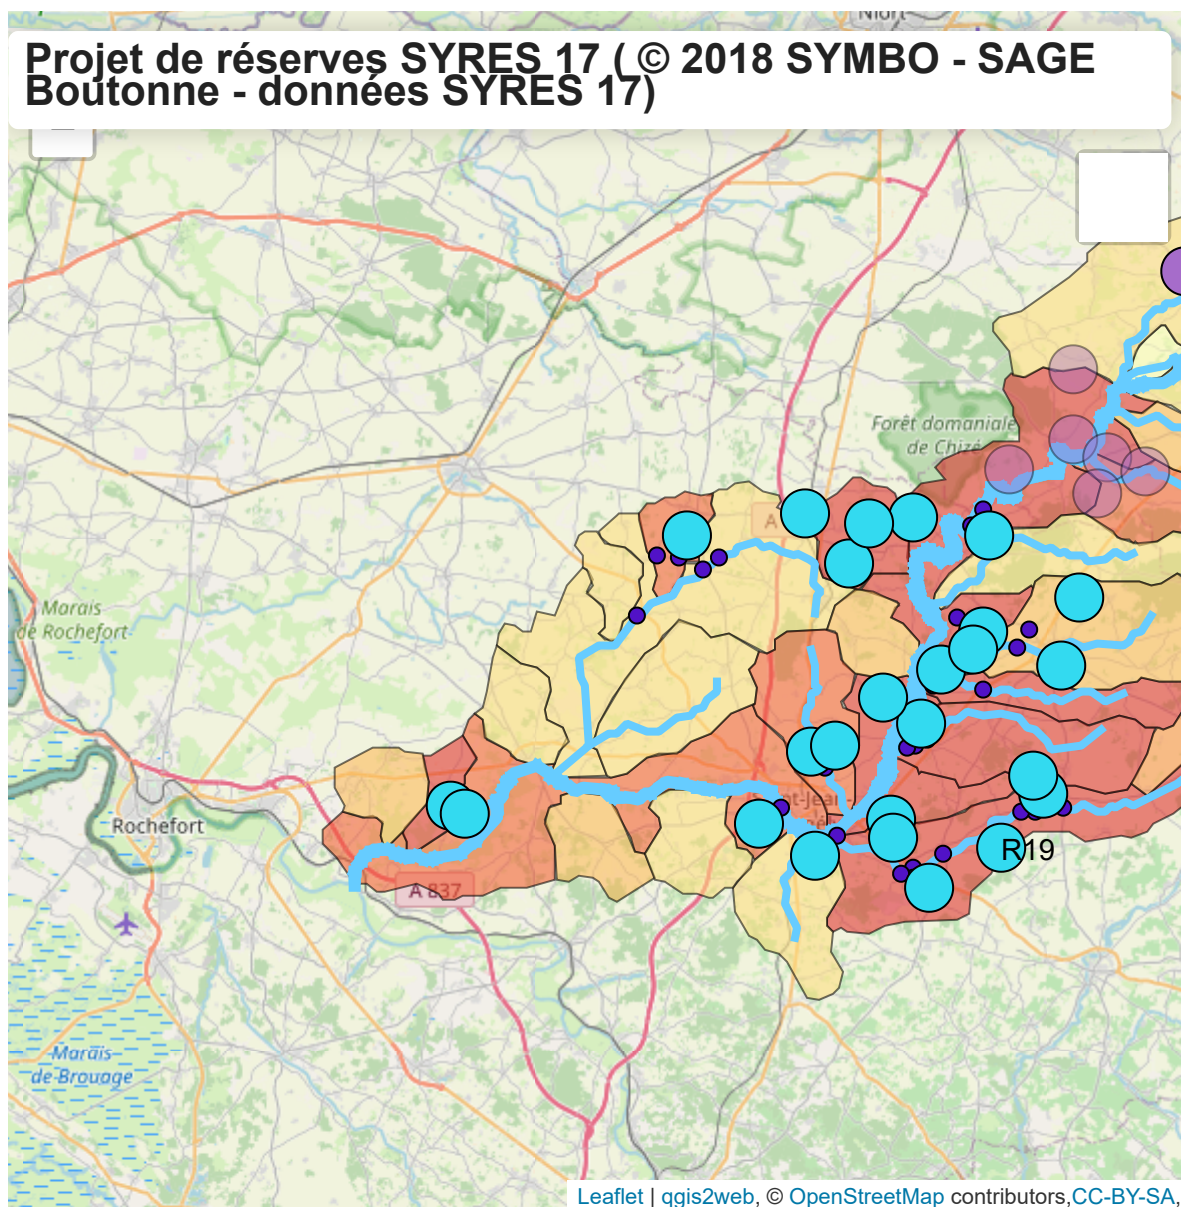 Niort
Projet de réserves SYRES 17 ( © 2018 SYMBO - SAGE
Boutonne - données SYRES 17)
Forêt domaniale
de Chizé
A
Marais
de Rochefort
Rochefort
R19
A 837
Marais
de Brouage
Leaflet | qgis2web, © OpenStreetMap contributors,CC-BY-SA,